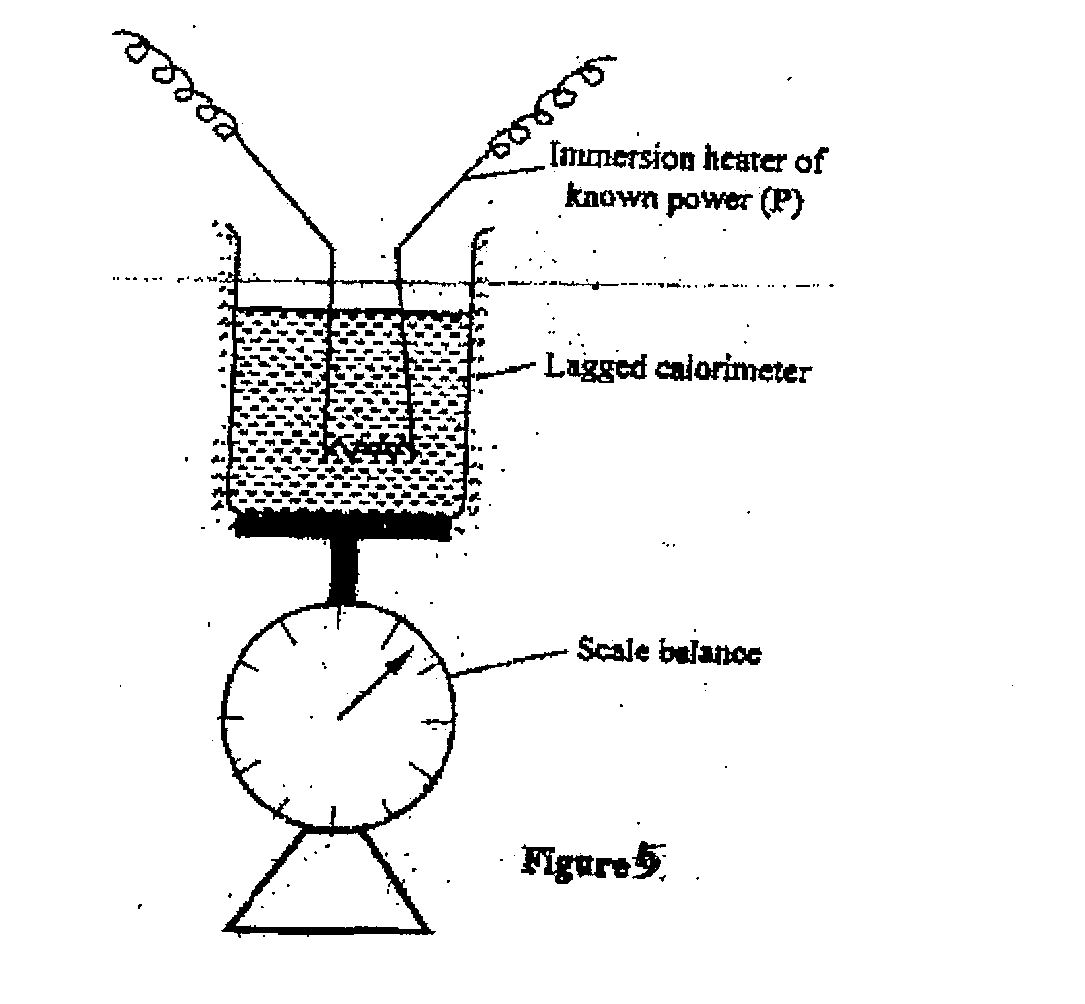 Immersion heater of
known power (P)
Lagged calorimeter
Scale balance
Figure 5